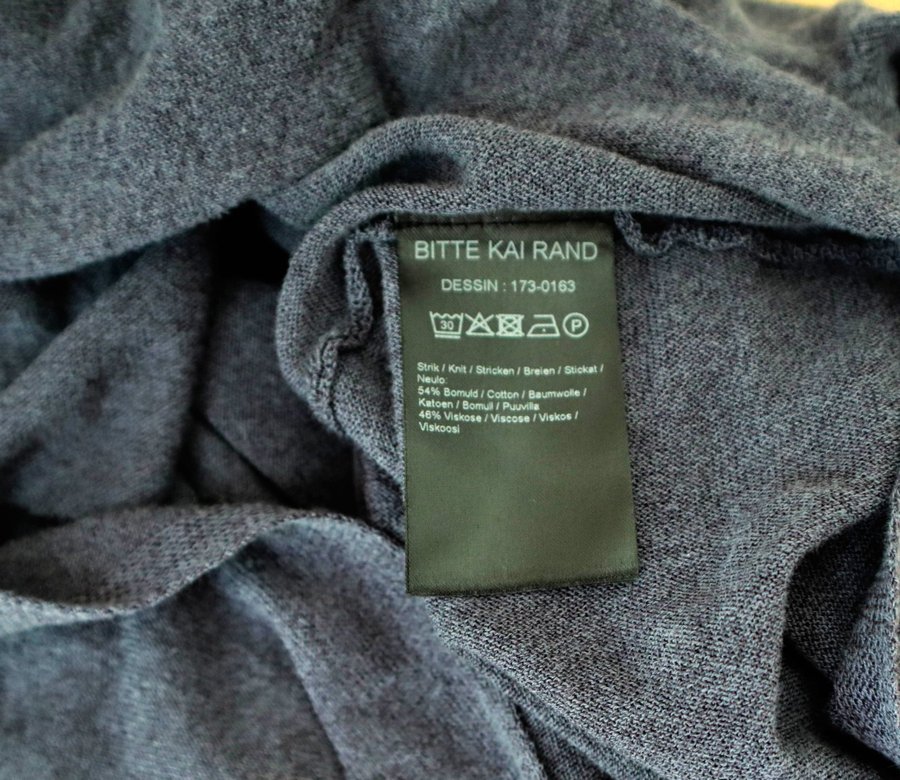 BITTE KAI RAND
DESSIN : 173-0163
30 P
Strik / Knit / Stricken / Breien / Stickat /
Neulo:
54% Bomuld / Cotton / Baumwolle /
Katoen / Bomull / Puuvilla
46% Viskose / Viscose / Viskos /
Viskoosi